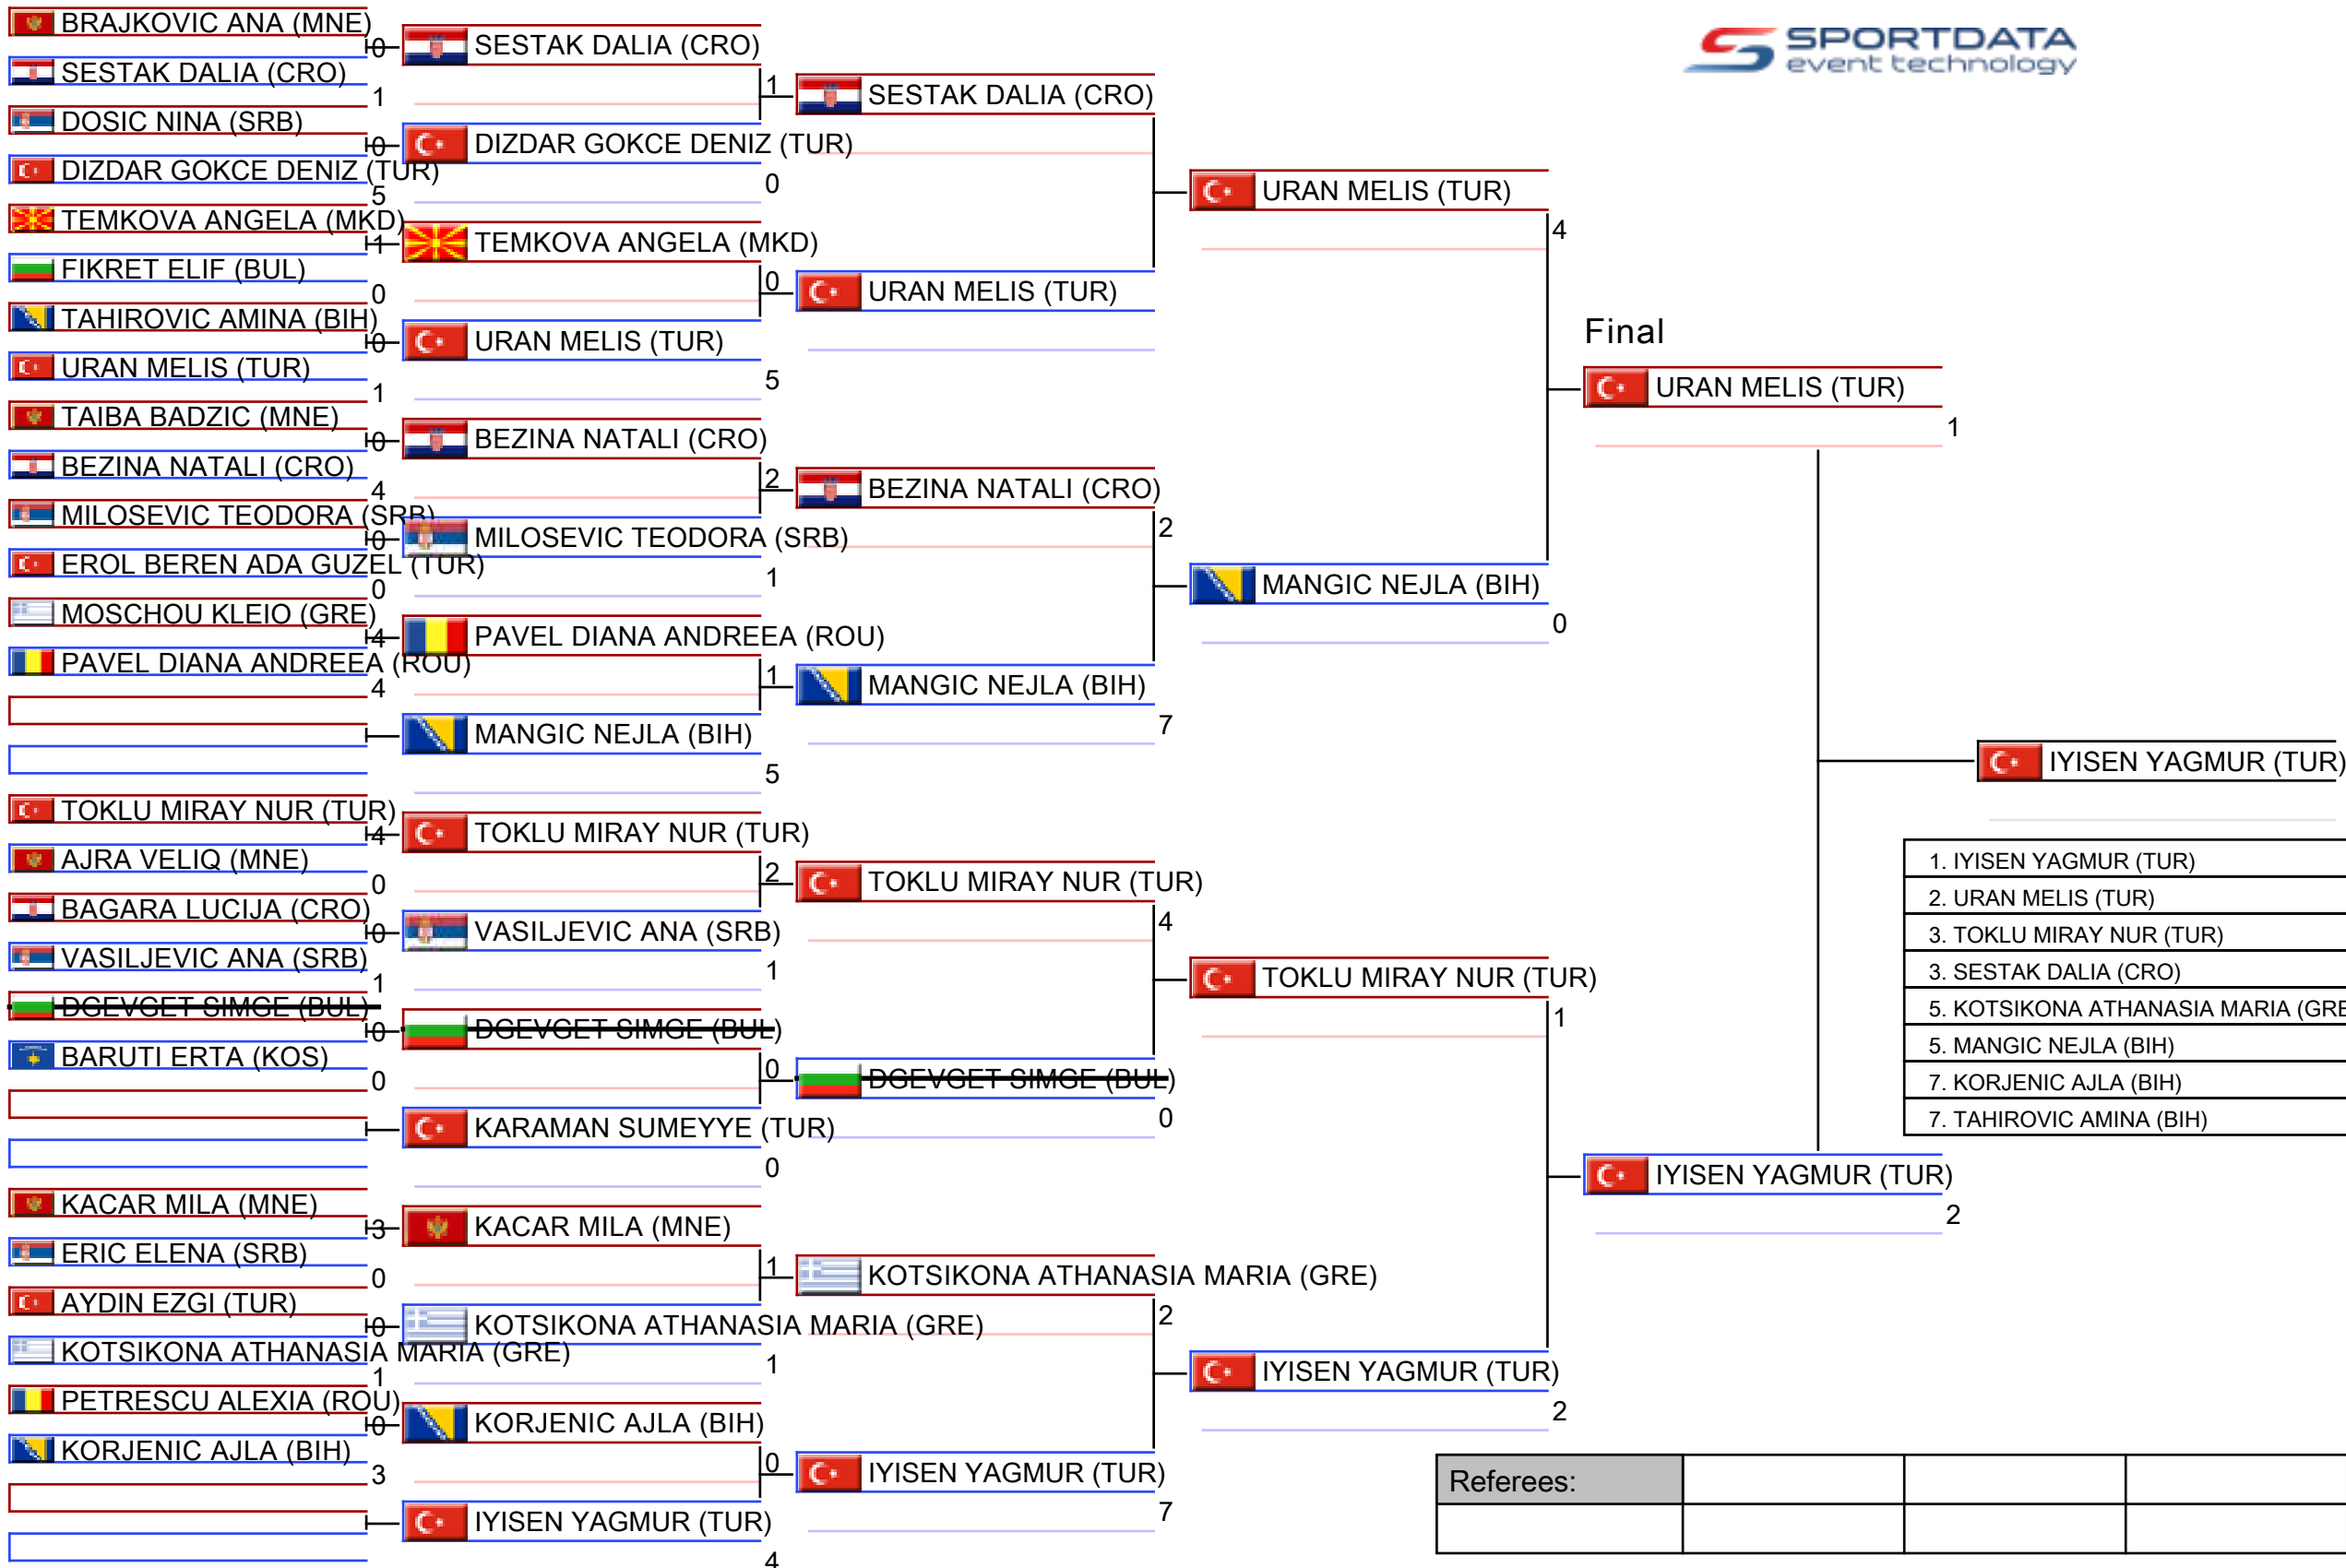 SPORTDATA
event technology
BRAJKOVIC ANA (MNE)
0
SESTAK DALIA (CRO)
1
DOSIC NINA (SRB)
0
DIZDAR GOKCE DENIZ (TUR)
5
TEMKOVA ANGELA (MKD)
1
FIKRET ELIF (BUL)
0
TAHIROVIC AMINA (BIH)
0
URAN MELIS (TUR)
1
TAIBA BADZIC (MNE)
0
BEZINA NATALI (CRO)
4
MILOSEVIC TEODORA (SRB)
0
EROL BEREN ADA GUZEL (TUR)
0
MOSCHOU KLEIO (GRE)
4
PAVEL DIANA ANDREEA (ROU)
4
TOKLU MIRAY NUR (TUR)
4
AJRA VELIQ (MNE)
0
BAGARA LUCIJA (CRO)
0
VASILJEVIC ANA (SRB)
1
DGEVGET SIMGE (BUL)
0
BARUTI ERTA (KOS)
0
KACAR MILA (MNE)
3
ERIC ELENA (SRB)
0
AYDIN EZGI (TUR)
0
KOTSIKONA ATHANASIA MARIA (GRE)
1
PETRESCU ALEXIA (ROU)
0
KORJENIC AJLA (BIH)
3
SESTAK DALIA (CRO)
1
DIZDAR GOKCE DENIZ (TUR)
0
TEMKOVA ANGELA (MKD)
0
URAN MELIS (TUR)
5
BEZINA NATALI (CRO)
2
MILOSEVIC TEODORA (SRB)
1
PAVEL DIANA ANDREEA (ROU)
1
MANGIC NEJLA (BIH)
5
TOKLU MIRAY NUR (TUR)
2
VASILJEVIC ANA (SRB)
1
DGEVGET SIMGE (BUL)
0
KARAMAN SUMEYYE (TUR)
0
KACAR MILA (MNE)
1
KOTSIKONA ATHANASIA MARIA (GRE)
1
KORJENIC AJLA (BIH)
0
IYISEN YAGMUR (TUR)
4
SESTAK DALIA (CRO)
URAN MELIS (TUR)
BEZINA NATALI (CRO)
2
MANGIC NEJLA (BIH)
7
TOKLU MIRAY NUR (TUR)
4
DGEVGET SIMGE (BUL)
0
KOTSIKONA ATHANASIA MARIA (GRE)
2
IYISEN YAGMUR (TUR)
7
URAN MELIS (TUR)
4
MANGIC NEJLA (BIH)
0
TOKLU MIRAY NUR (TUR)
1
IYISEN YAGMUR (TUR)
2
Final
URAN MELIS (TUR)
1
IYISEN YAGMUR (TUR)
2
IYISEN YAGMUR (TUR)
1. IYISEN YAGMUR (TUR)
2. URAN MELIS (TUR)
3. TOKLU MIRAY NUR (TUR)
3. SESTAK DALIA (CRO)
5. KOTSIKONA ATHANASIA MARIA (GRE
5. MANGIC NEJLA (BIH)
7. KORJENIC AJLA (BIH)
7. TAHIROVIC AMINA (BIH)
Referees: